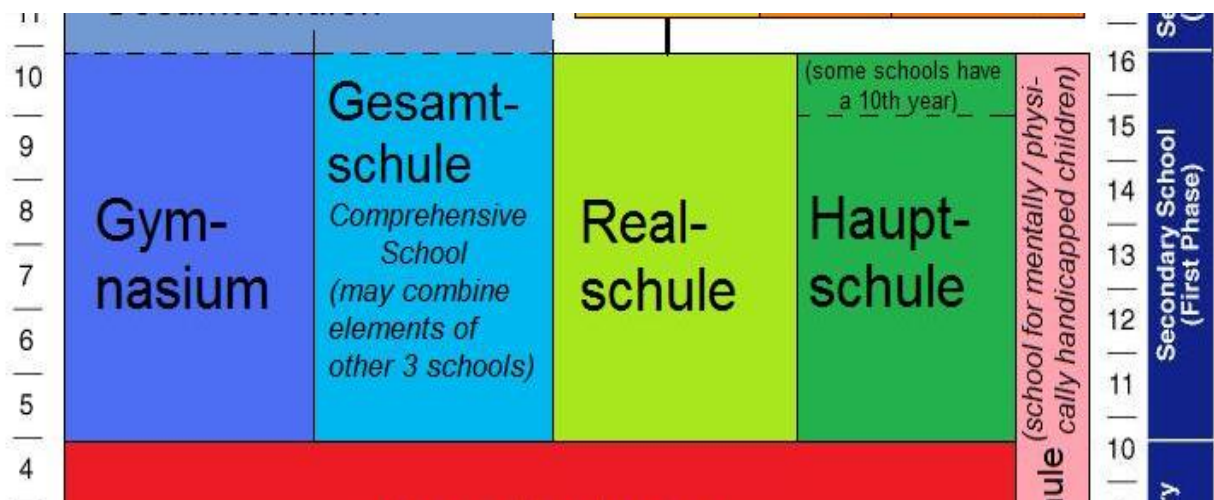 11
10
9
8
7
6
5
4
Gym-
nasium
Gesamt-
schule
Comprehensive
School
(may combine
elements of
other 3 schools)
Real-
schule
(some schools have
a 10th year)
Haupt-
schule
(school for mentally / physi-
cally handicapped children)
ule
16
15
14
13
12
11
10
Secondary School
(First Phase)